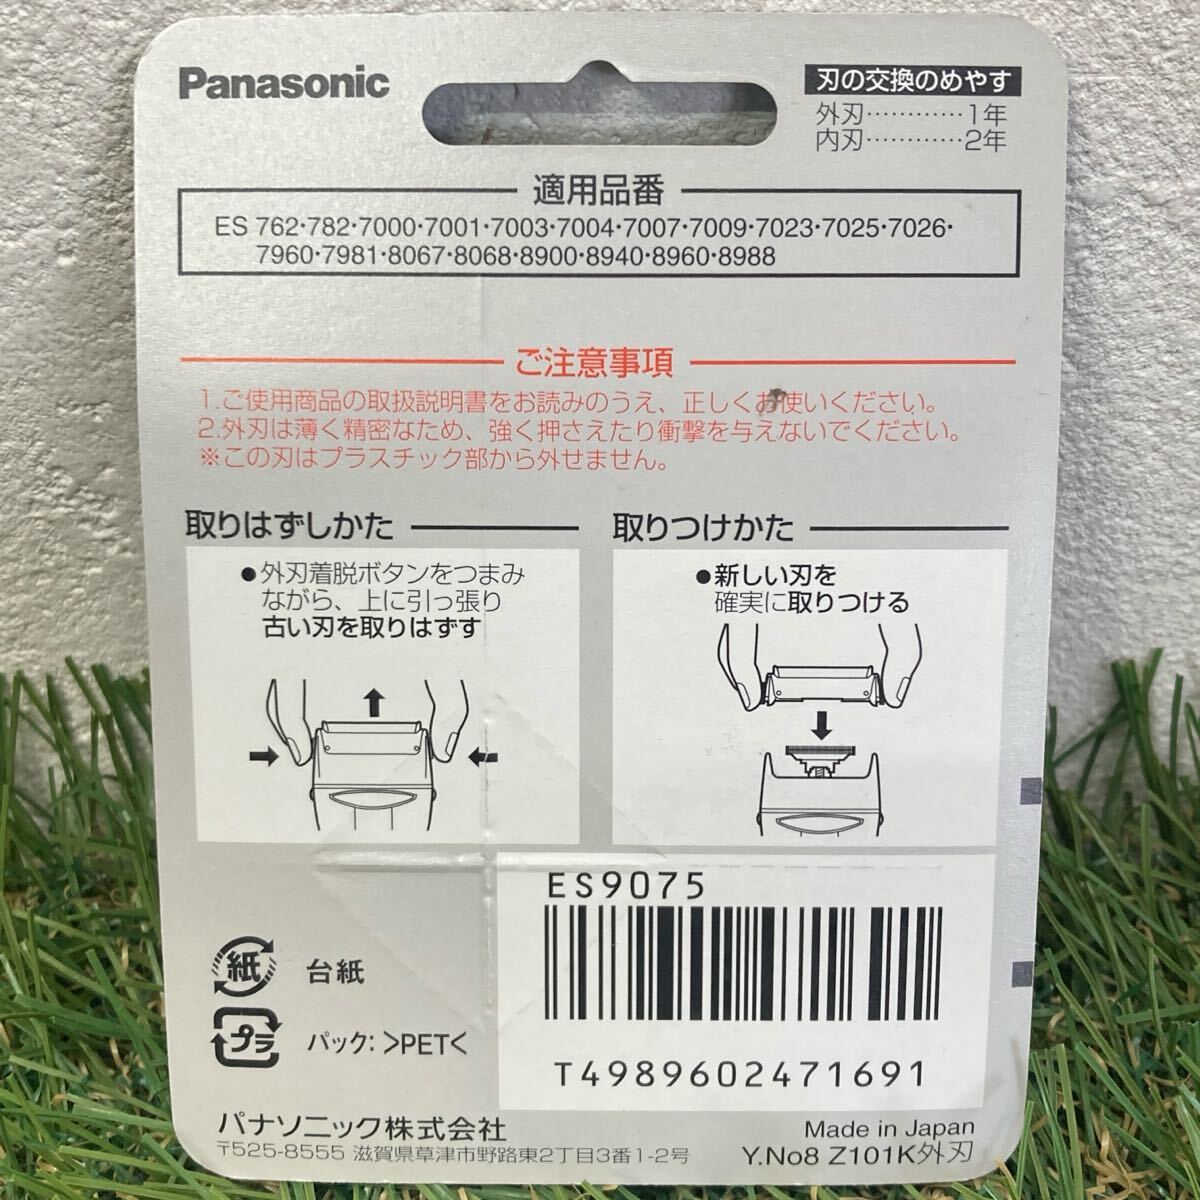 Panasonic
刃の交換のめやす
外刃…………1年
内刃…………2年
適用品番
ES 762・782・7000・7001・7003・7004・7007・7009・7023・7025・7026・
7960・7981・8067・8068・8900・8940・8960・8988
ご注意事項
1.ご使用商品の取扱説明書をお読みのうえ、正しくお使いください。
2.外刃は薄く精密なため、強く押さえたり衝撃を与えないでください。
※この刃はプラスチック部から外せません。
取りはずしかた
●外刃着脱ボタンをつまみ
ながら、上に引っ張り
古い刃を取りはずす
取りつけかた
●新しい刃を
確実に取りつける
ES9075
T4989602471691
紙
台紙
プラ
パック:>PET<
パナソニック株式会社
〒525-8555 滋賀県草津市野路東2丁目3番1-2号
Made in Japan
Y.No8 Z101K外刃